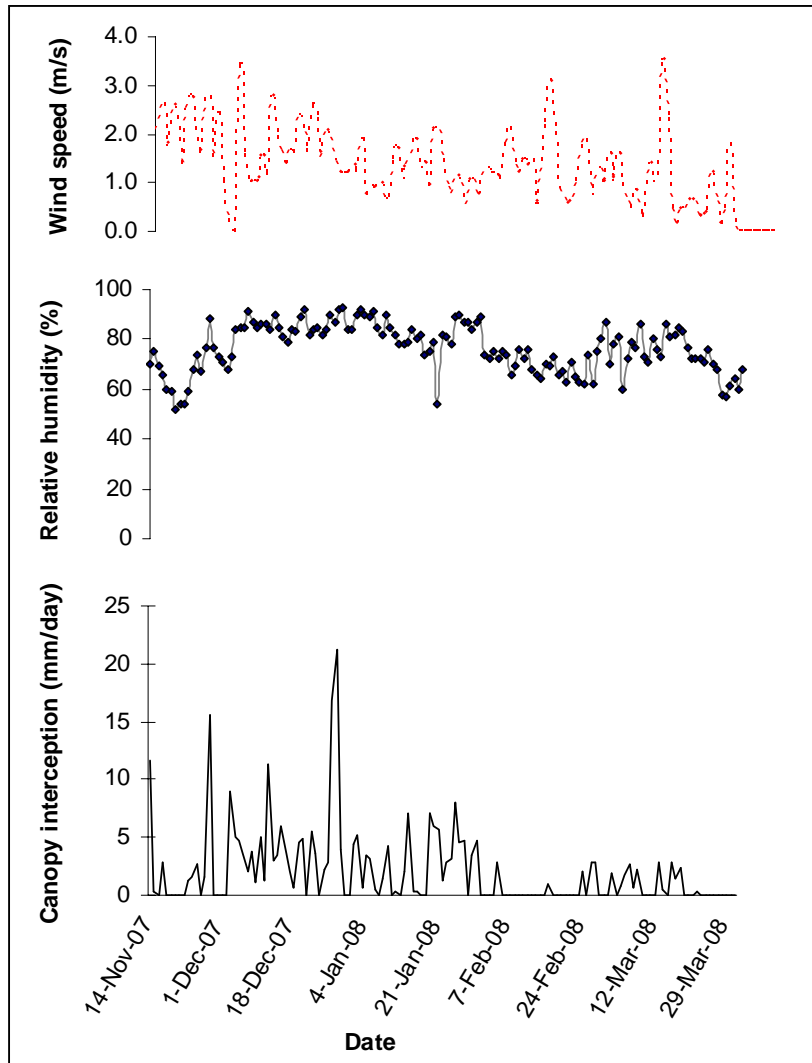 Wind speed (m/s)
4.0
3.0
2.0
1.0
0.0
Relative humidity (%)
100
80
60
40
20
0
Canopy interception (mm/day)
25
20
15
10
5
0
14-Nov-07
1-Dec-07
18-Dec-07
4-Jan-08
21-Jan-08
7-Feb-08
24-Feb-08
12-Mar-08
29-Mar-08
Date